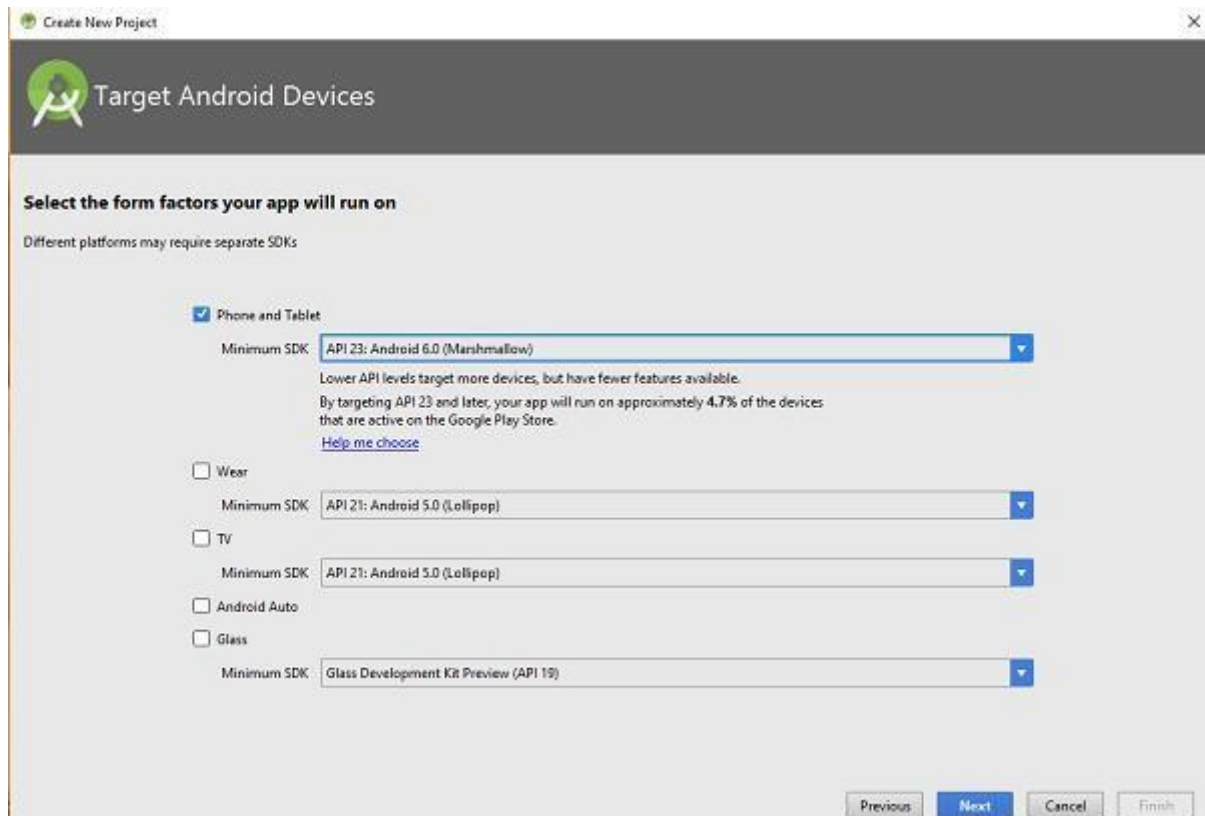 Create New Project
Target Android Devices
Select the form factors your app will run on
Different platforms may require separate SDKs
Phone and Tablet
Minimum SDK API 23: Android 6.0 (Marshmallow)
Lower API levels target more devices, but have fewer features available.
By targeting API 23 and later, your app will run on approximately 4.7% of the devices
that are active on the Google Play Store.
Help me choose
Wear
Minimum SDK API 21: Android 5.0 (Lollipop)
TV
Minimum SDK API 21: Android 5.0 (Lollipop)
Android Auto
Glass
Minimum SDK Glass Development Kit Preview (API 19)
Previous Next Cancel Finish